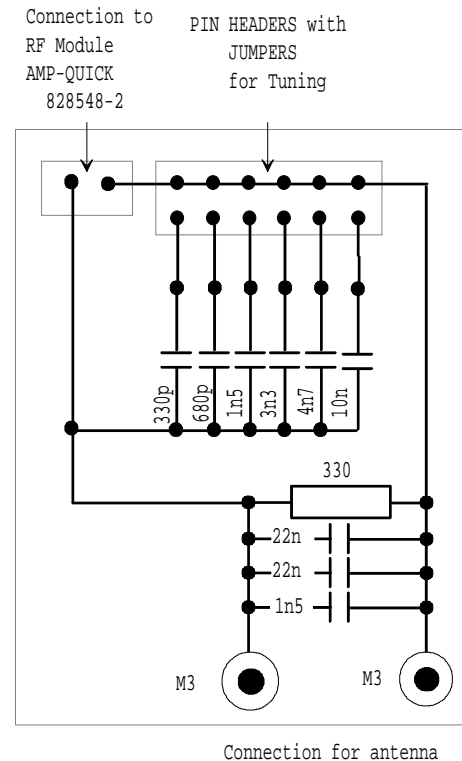 Connection to
RF Module
AMP-QUICK
828548-2
PIN HEADERS with
JUMPERS
for Tuning
330p
680p
1n5
3n3
4n7
10n
330
22n
22n
1n5
M3
M3
Connection for antenna